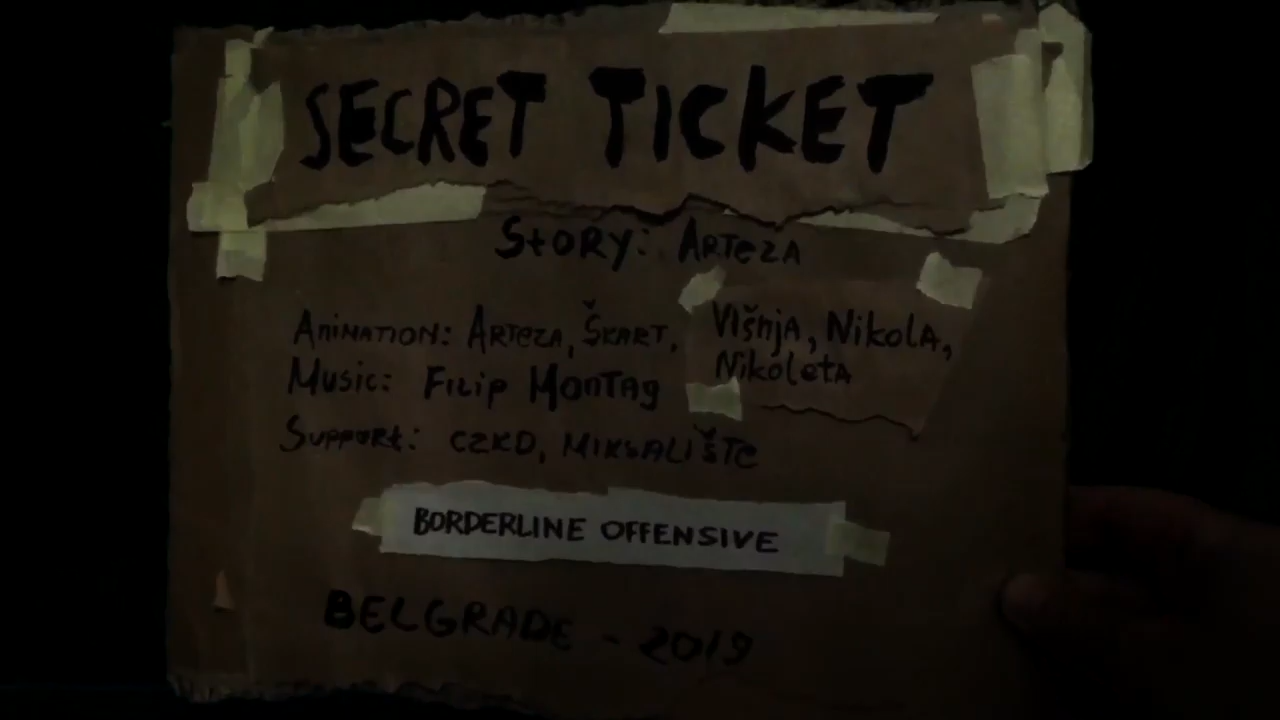 SECRET TICKET
Story: Arteza
Animation: Arteza, Škart, Višnja, Nikola,
Nikoleta
Music: Filip Montag
Support: CZKD, Miksalište
BORDERLINE OFFENSIVE
BELGRADE - 2019